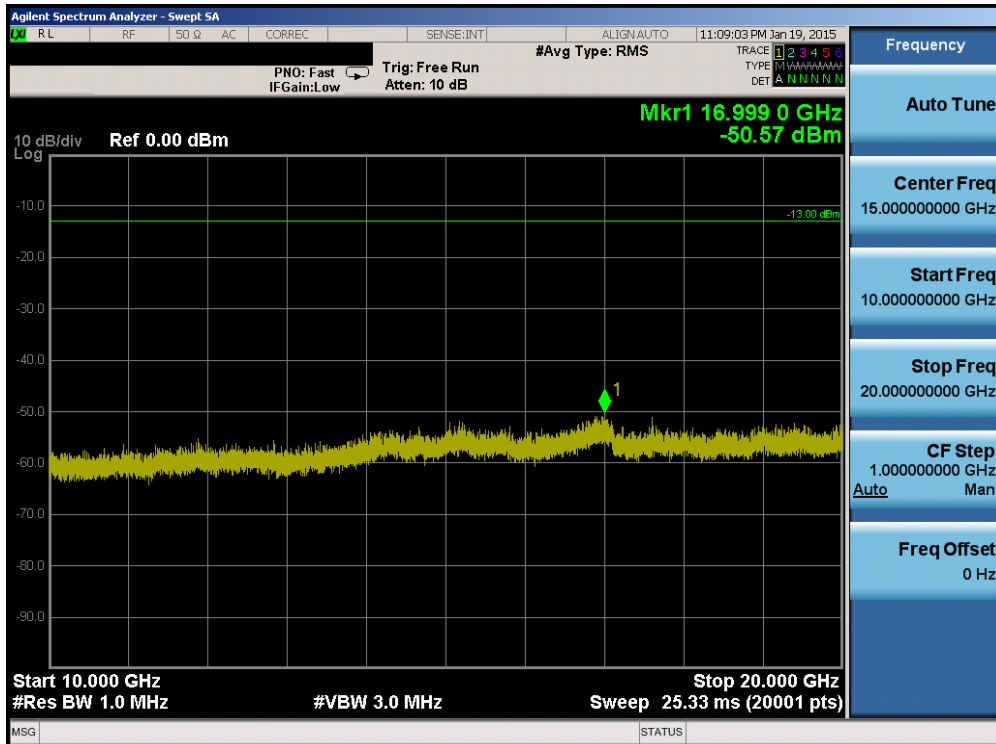 Agilent Spectrum Analyzer - Swept SA
LXI RL RF 50 Ω AC CORREC SENSE:INT ALIGN AUTO 11:09:03 PM Jan 19, 2015
#Avg Type: RMS TRACE 1 2 3 4 5 6
PNO: Fast Trig: Free Run TYPE M WWWWW
IFGain:Low Atten: 10 dB DET A N N N N N
Mkr1 16.999 0 GHz
-50.57 dBm
10 dB/div Ref 0.00 dBm
Log
-10.0
-13.00 dBm
-20.0
-30.0
-40.0
1
-50.0
-60.0
-70.0
-80.0
-90.0
Start 10.000 GHz Stop 20.000 GHz
#Res BW 1.0 MHz #VBW 3.0 MHz Sweep 25.33 ms (20001 pts)
MSG STATUS
Frequency
Auto Tune
Center Freq
15.000000000 GHz
Start Freq
10.000000000 GHz
Stop Freq
20.000000000 GHz
CF Step
1.000000000 GHz
Auto Man
Freq Offset
0 Hz